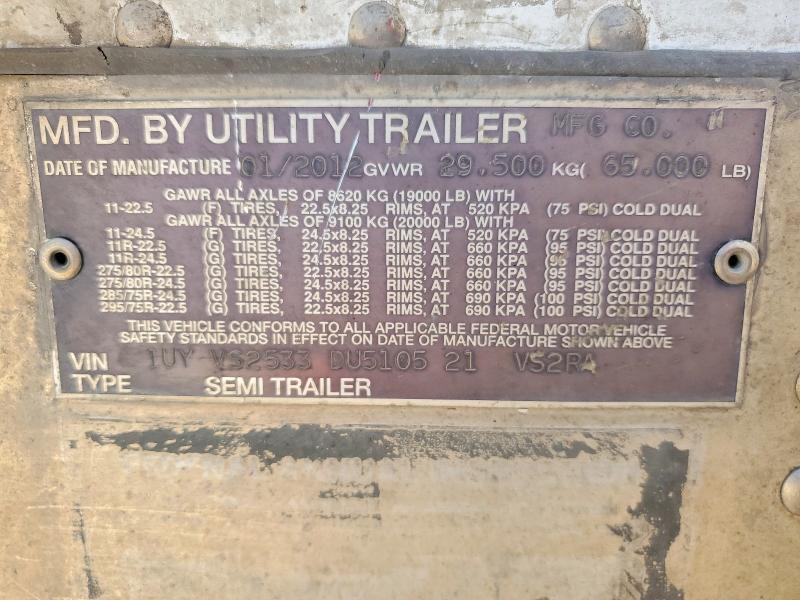 MFD. BY UTILITY TRAILER MFG CO.
DATE OF MANUFACTURE 01/2012 GVWR 29.500 KG( 65.000 LB)
GAWR ALL AXLES OF 8620 KG (19000 LB) WITH
11-22.5 (F) TIRES, 22.5x8.25 RIMS, AT 520 KPA (75 PSI) COLD DUAL
GAWR ALL AXLES OF 9100 KG (20000 LB) WITH
11-24.5 (F) TIRES, 24.5x8.25 RIMS, AT 520 KPA (75 PSI) COLD DUAL
11R-22.5 (G) TIRES, 22.5x8.25 RIMS, AT 660 KPA (95 PSI) COLD DUAL
11R-24.5 (G) TIRES, 24.5x8.25 RIMS, AT 660 KPA (95 PSI) COLD DUAL
275/80R-22.5 (G) TIRES, 22.5x8.25 RIMS, AT 660 KPA (95 PSI) COLD DUAL
275/80R-24.5 (G) TIRES, 24.5x8.25 RIMS, AT 660 KPA (95 PSI) COLD DUAL
285/75R-24.5 (G) TIRES, 24.5x8.25 RIMS, AT 690 KPA (100 PSI) COLD DUAL
295/75R-22.5 (G) TIRES, 22.5x8.25 RIMS, AT 690 KPA (100 PSI) COLD DUAL
THIS VEHICLE CONFORMS TO ALL APPLICABLE FEDERAL MOTOR VEHICLE
SAFETY STANDARDS IN EFFECT ON DATE OF MANUFACTURE SHOWN ABOVE
VIN 1UY VS2533 DU5105 21 VS2RA
TYPE SEMI TRAILER